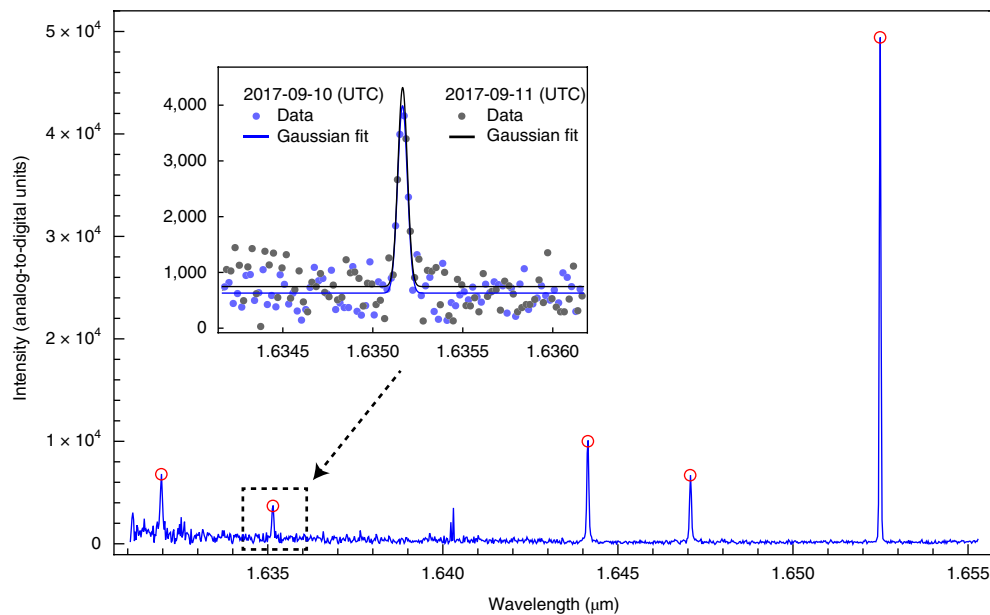 5 × 10⁴
4 × 10⁴
3 × 10⁴
2 × 10⁴
1 × 10⁴
0
Intensity (analog-to-digital units)
4,000
3,000
2,000
1,000
0
2017-09-10 (UTC)
Data
Gaussian fit
2017-09-11 (UTC)
Data
Gaussian fit
1.6345 1.6350 1.6355 1.6360
1.635 1.640 1.645 1.650 1.655
Wavelength (μm)